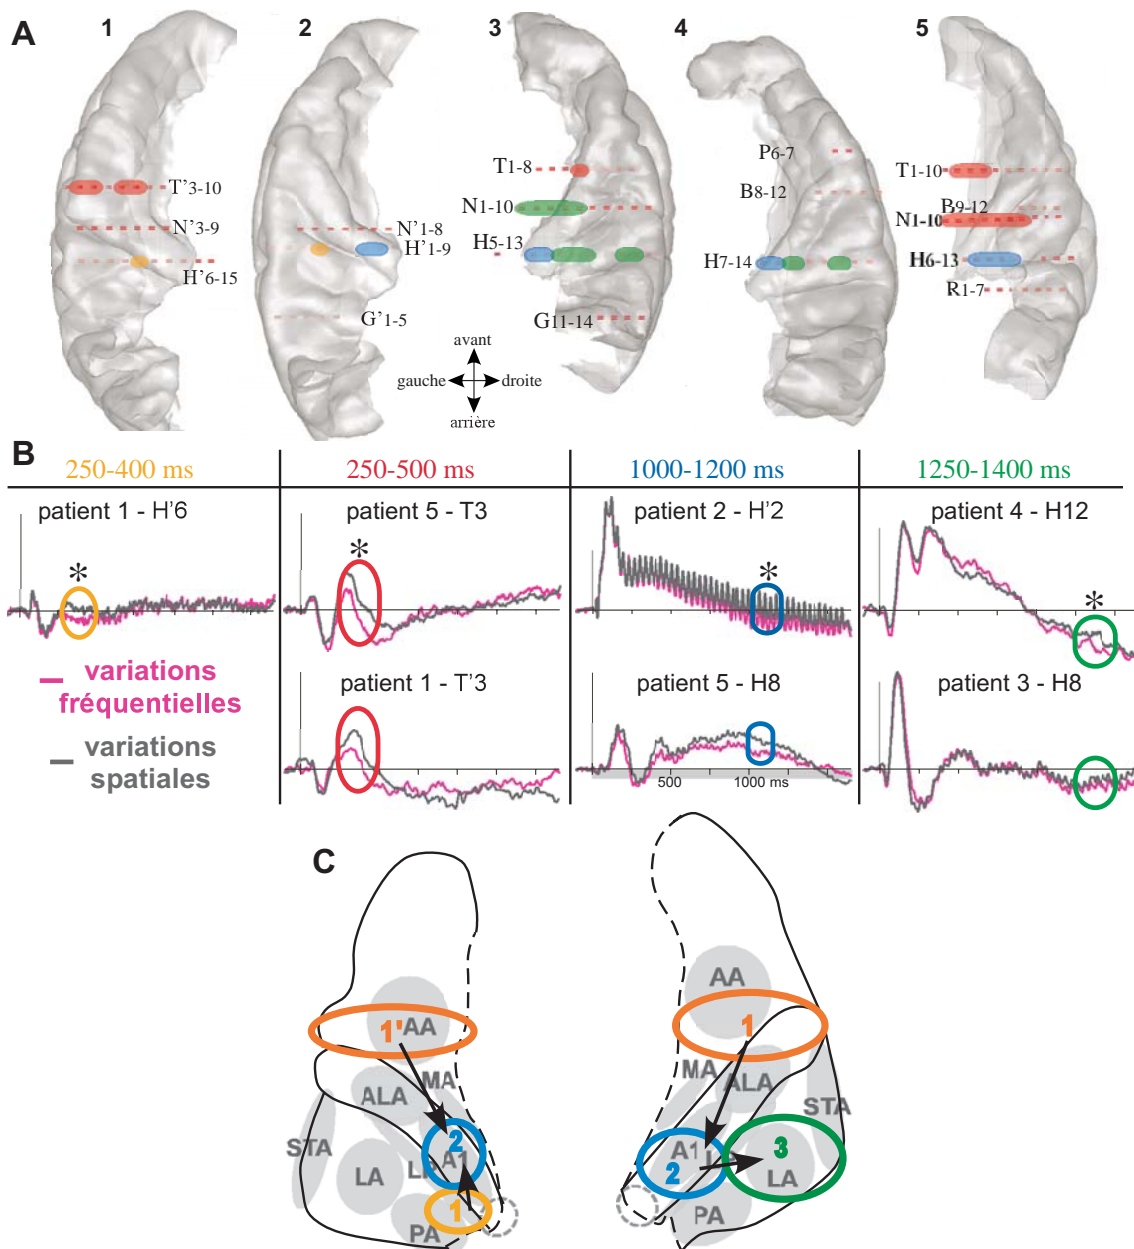 A
1
2
3
4
5
T'3-10
N'3-9
H'6-15
N'1-8
H'1-9
G'1-5
T1-8
N1-10
H5-13
G11-14
P6-7
B8-12
H7-14
T1-10
B9-12
N1-10
H6-13
R1-7
avant
gauche
droite
arrière
B
250-400 ms
250-500 ms
1000-1200 ms
1250-1400 ms
patient 1 - H'6
patient 5 - T3
patient 2 - H'2
patient 4 - H12
*
*
*
*
variations
fréquentielles
variations
spatiales
patient 1 - T'3
patient 5 - H8
patient 3 - H8
500
1000 ms
C
1' AA
MA
ALA
STA
LA
2
A1
1
PA
AA
1
MA
ALA
STA
A1
2
3
LA
PA